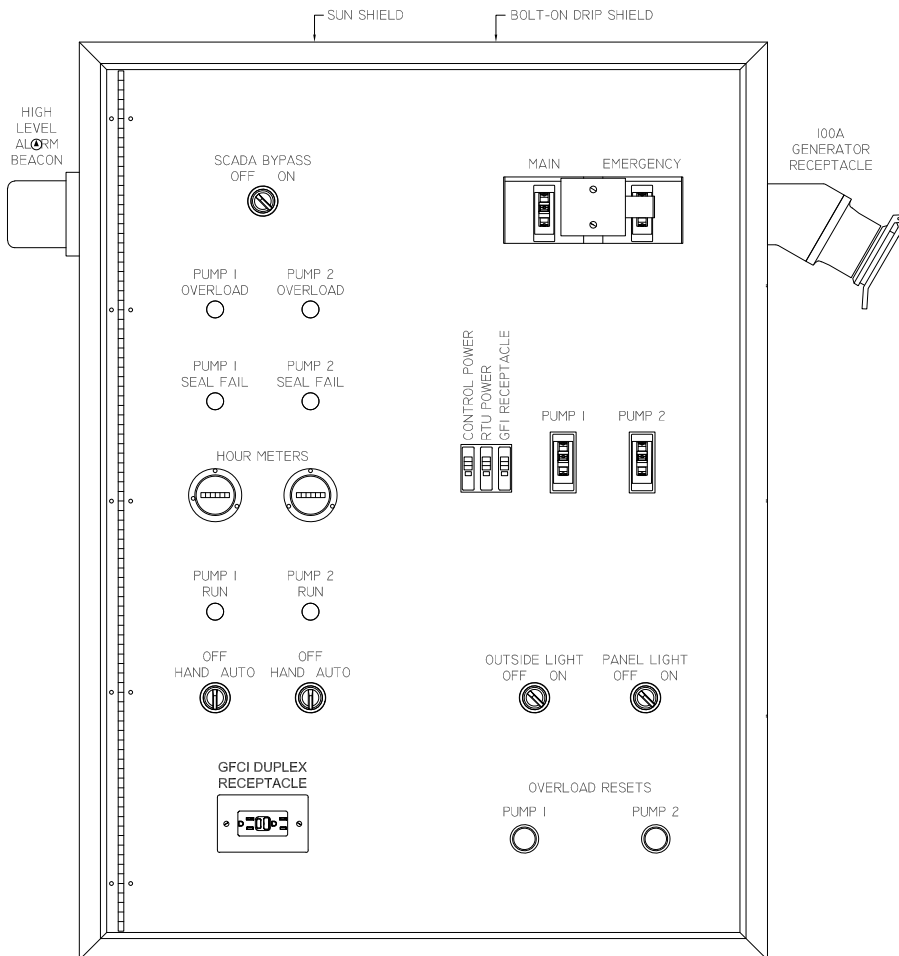 SUN SHIELD
BOLT-ON DRIP SHIELD
HIGH
LEVEL
ALARM
BEACON
100A
GENERATOR
RECEPTACLE
SCADA BYPASS
OFF ON
MAIN EMERGENCY
PUMP 1
OVERLOAD
PUMP 2
OVERLOAD
PUMP 1
SEAL FAIL
PUMP 2
SEAL FAIL
CONTROL POWER
RTU POWER
GFI RECEPTACLE
PUMP 1
PUMP 2
HOUR METERS
PUMP 1
RUN
PUMP 2
RUN
OFF
HAND AUTO
OFF
HAND AUTO
OUTSIDE LIGHT
OFF ON
PANEL LIGHT
OFF ON
GFCI DUPLEX
RECEPTACLE
OVERLOAD RESETS
PUMP 1
PUMP 2